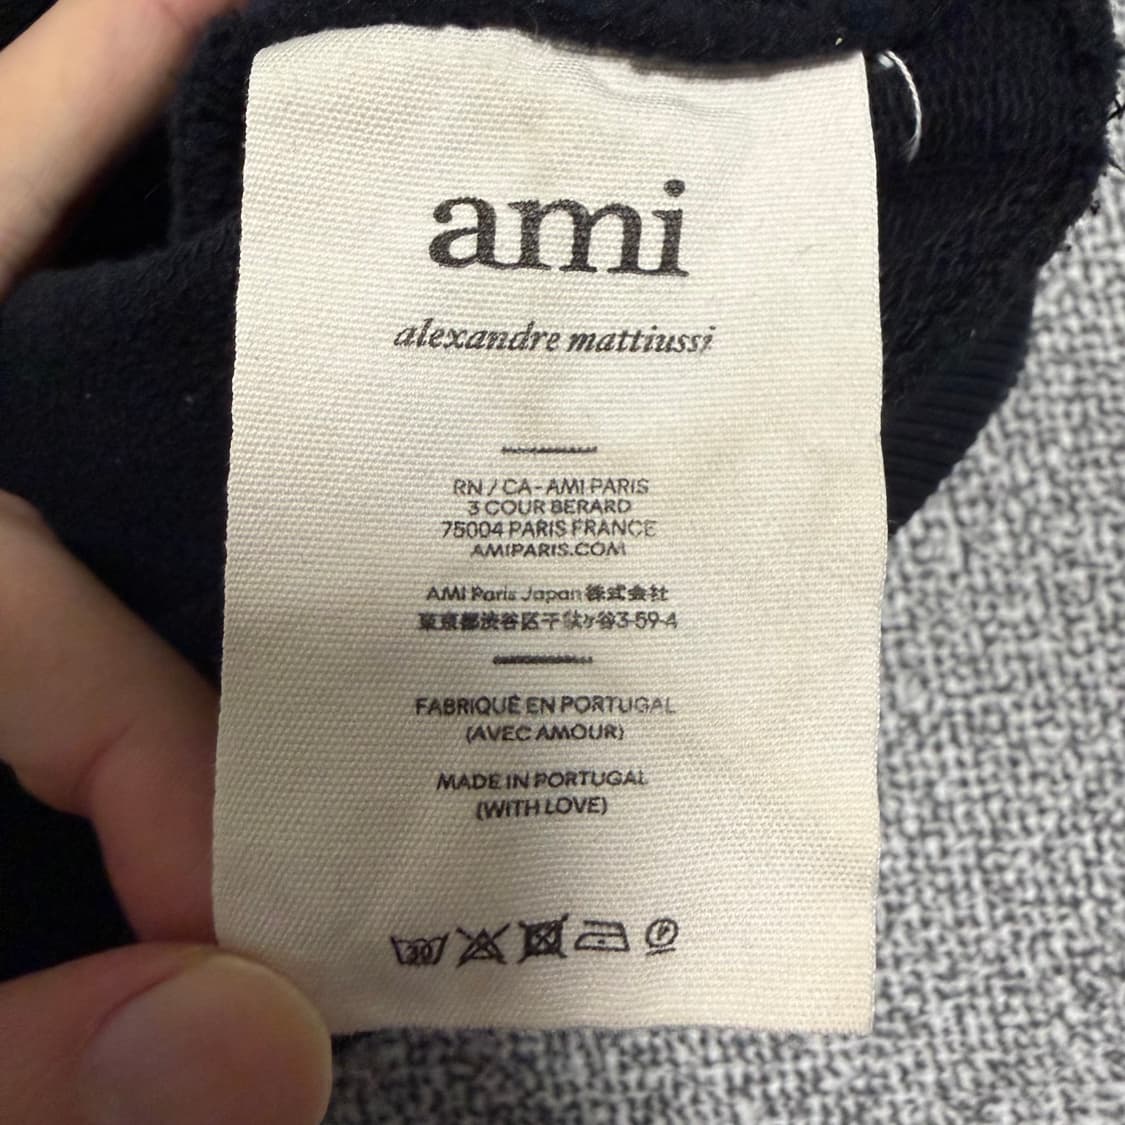 ami
alexandre mattiussi
RN / CA - AMI PARIS
3 COUR BERARD
75004 PARIS FRANCE
AMIPARIS.COM
AMI Paris Japan 株式会社
東京都渋谷区千駄ヶ谷3-59-4
FABRIQUÉ EN PORTUGAL
(AVEC AMOUR)
MADE IN PORTUGAL
(WITH LOVE)
30 P